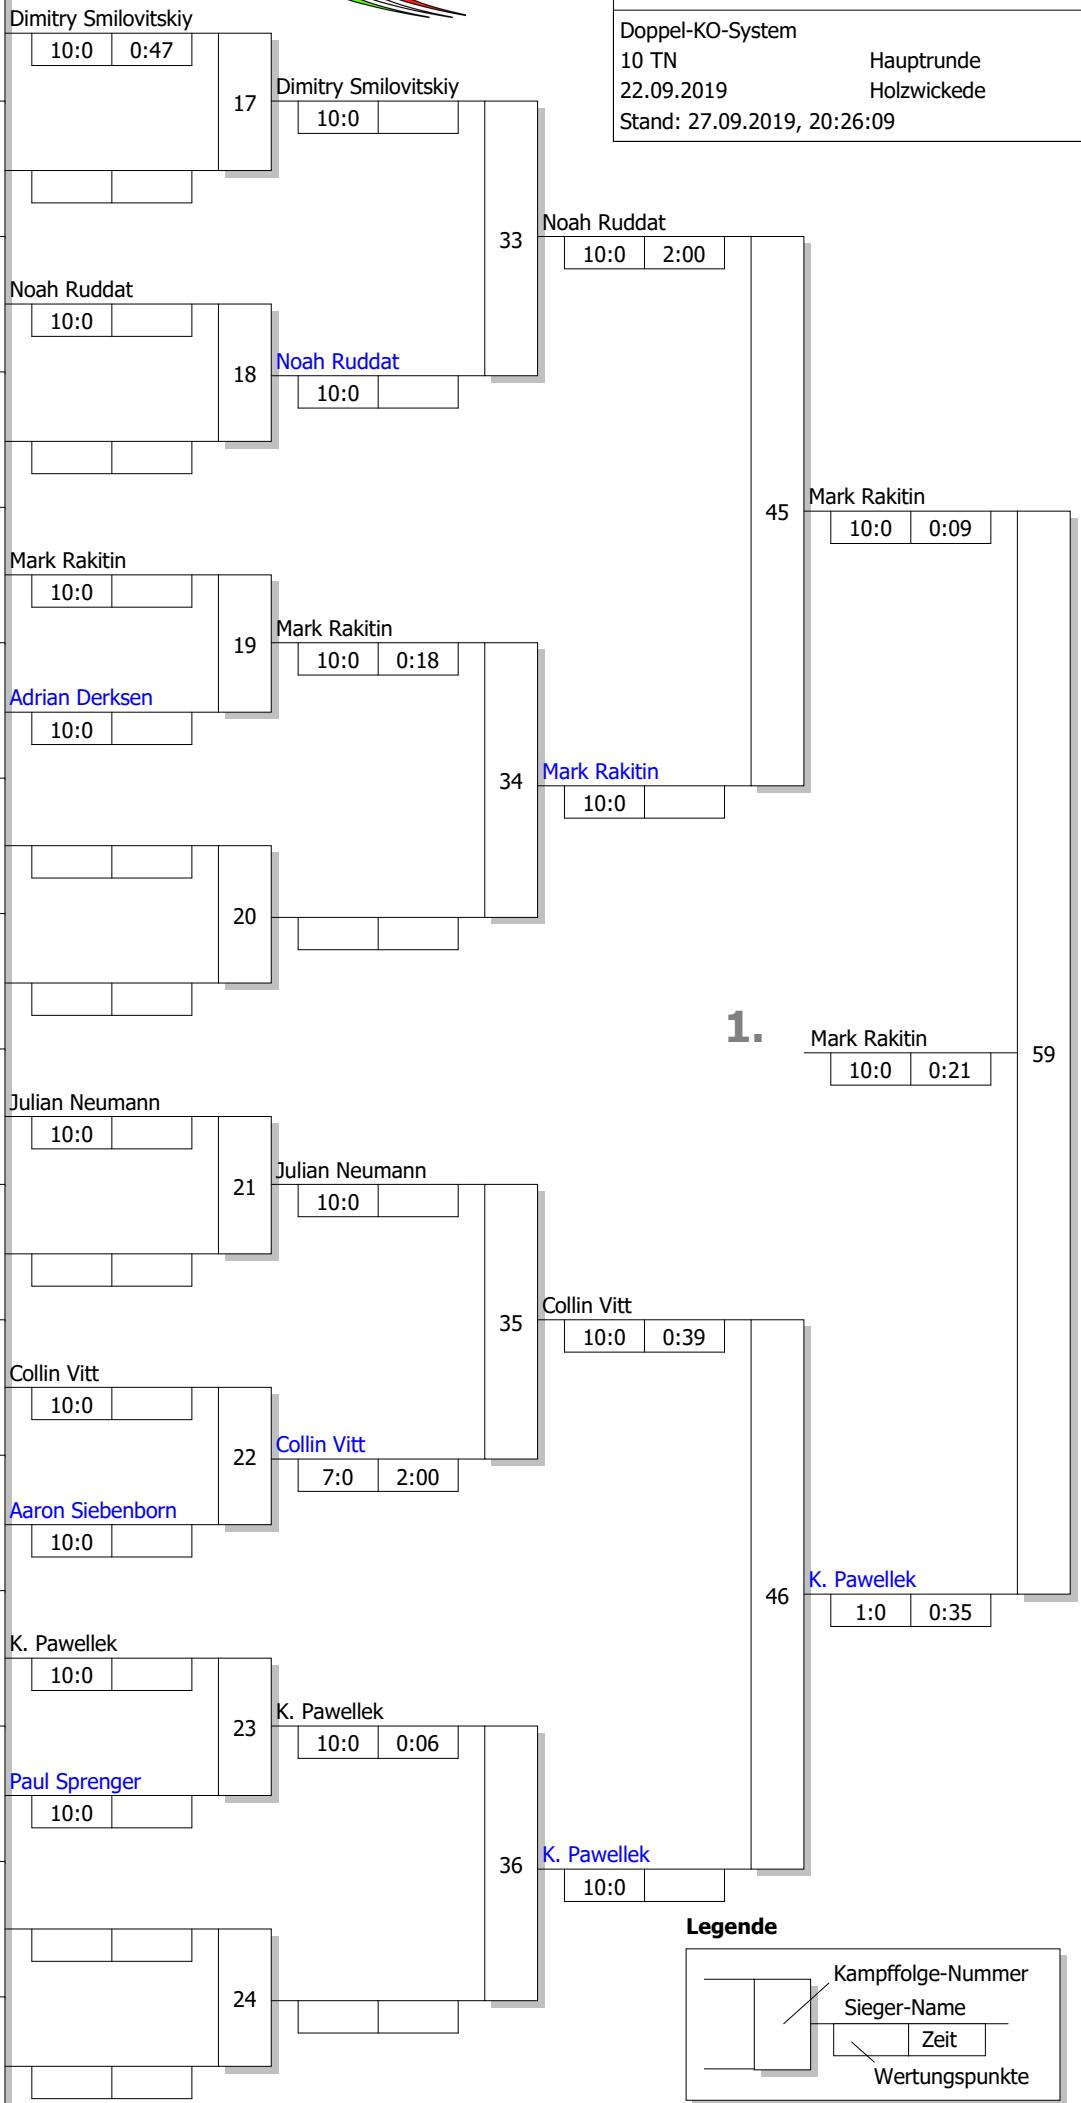 Doppel-KO-System
10 TN Hauptrunde
22.09.2019 Holzwickede
Stand: 27.09.2019, 20:26:09
Dimitry Smilovitskiy
10:0 0:47
17
Dimitry Smilovitskiy
10:0
33
Noah Ruddat
10:0 2:00
Noah Ruddat
10:0
18
Noah Ruddat
10:0
45
Mark Rakitin
10:0 0:09
Mark Rakitin
10:0
19
Mark Rakitin
10:0 0:18
Adrian Derksen
10:0
34
Mark Rakitin
10:0
20
1.
Mark Rakitin
10:0 0:21
59
Julian Neumann
10:0
21
Julian Neumann
10:0
35
Collin Vitt
10:0 0:39
Collin Vitt
10:0
22
Collin Vitt
7:0 2:00
Aaron Siebenborn
10:0
46
K. Pawellek
1:0 0:35
K. Pawellek
10:0
23
K. Pawellek
10:0 0:06
Paul Sprenger
10:0
36
K. Pawellek
10:0
24
Legende
Kampffolge-Nummer
Sieger-Name
Zeit
Wertungspunkte